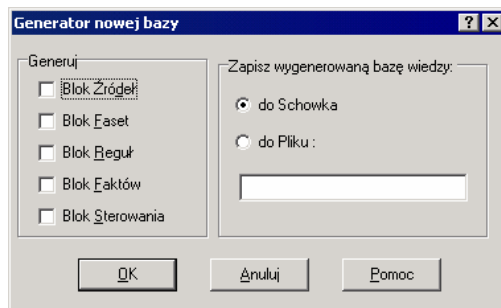 Generator nowej bazy
Generuj
Blok Źródeł
Blok Faset
Blok Reguł
Blok Faktów
Blok Sterowania
Zapisz wygenerowaną bazę wiedzy:
do Schowka
do Pliku :
OK
Anuluj
Pomoc